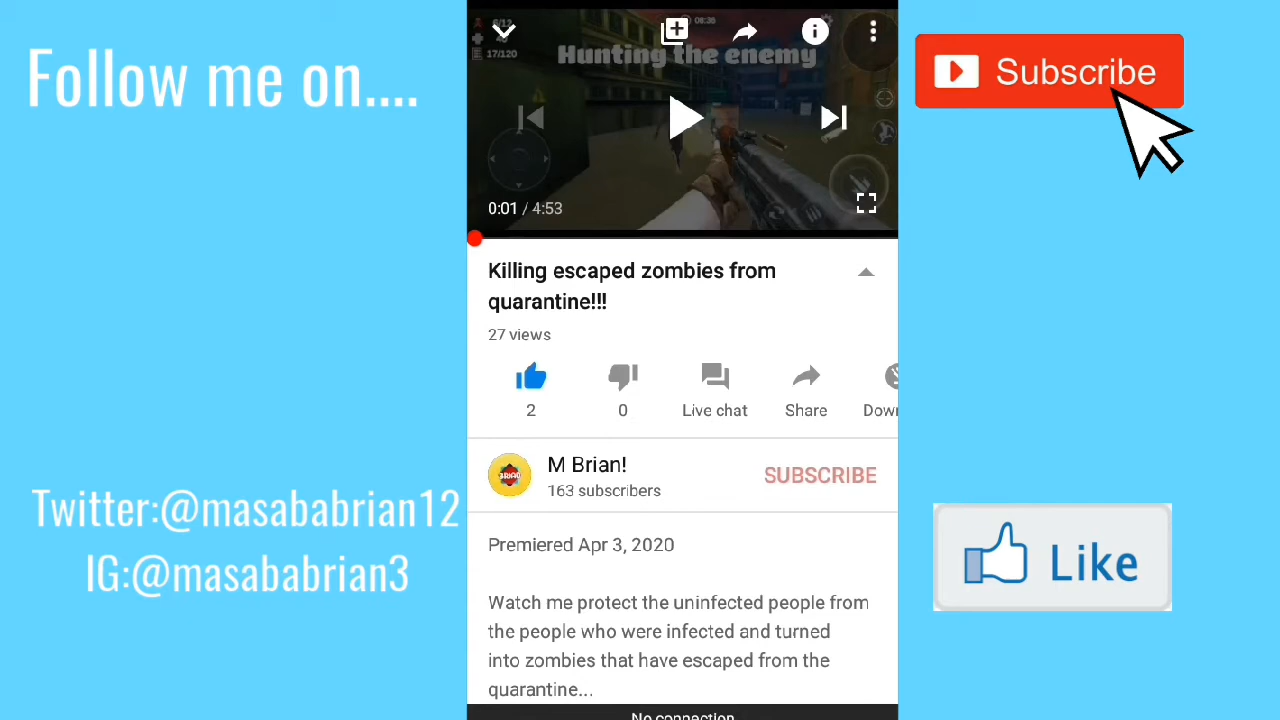 Follow me on....
Twitter:@masababrian12
IG:@masababrian3
17/120
Hunting the enemy
0:01 / 4:53
Killing escaped zombies from
quarantine!!!
27 views
2
0
Live chat
Share
Down
M Brian!
163 subscribers
SUBSCRIBE
Premiered Apr 3, 2020
Watch me protect the uninfected people from
the people who were infected and turned
into zombies that have escaped from the
quarantine...
No connection
Subscribe
Like